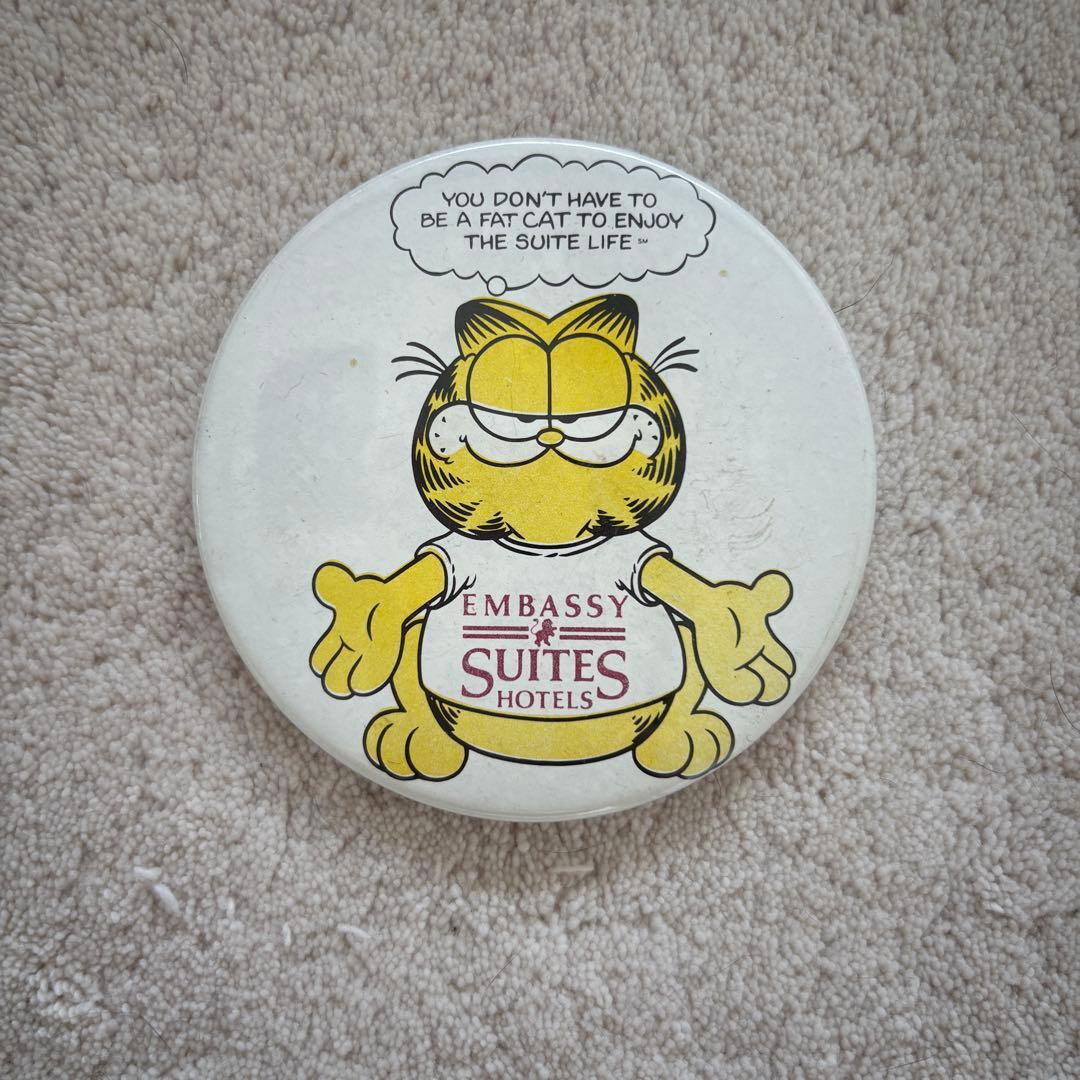 YOU DON'T HAVE TO
BE A FAT CAT TO ENJOY
THE SUITE LIFE ℠
EMBASSY
SUITES
HOTELS